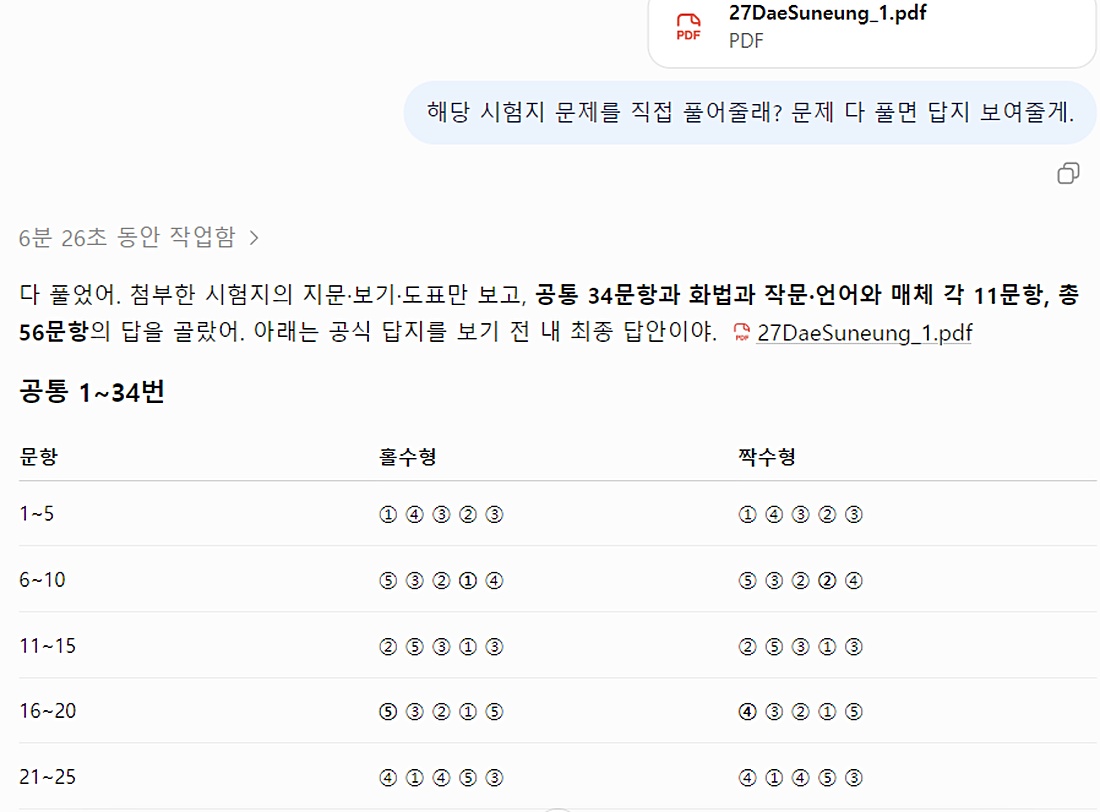 27DaeSuneung_1.pdf
PDF
PDF
해당 시험지 문제를 직접 풀어줄래? 문제 다 풀면 답지 보여줄게.
6분 26초 동안 작업함 >
다 풀었어. 첨부한 시험지의 지문·보기·도표만 보고, 공통 34문항과 화법과 작문·언어와 매체 각 11문항, 총
56문항의 답을 골랐어. 아래는 공식 답지를 보기 전 내 최종 답안이야. PDF 27DaeSuneung_1.pdf
공통 1~34번
문항 홀수형 짝수형
1~5 ① ④ ③ ② ③ ① ④ ③ ② ③
6~10 ⑤ ③ ② ① ④ ⑤ ③ ② ② ④
11~15 ② ⑤ ③ ① ③ ② ⑤ ③ ① ③
16~20 ⑤ ③ ② ① ⑤ ④ ③ ② ① ⑤
21~25 ④ ① ④ ⑤ ③ ④ ① ④ ⑤ ③